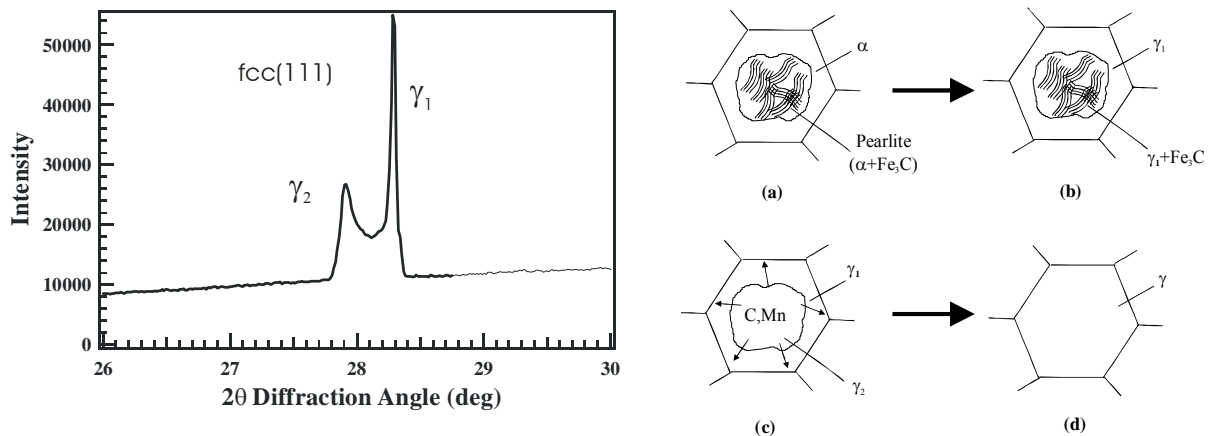 50000
40000
30000
20000
10000
0
Intensity
fcc(111)
γ1
γ2
26
27
28
29
30
2θ Diffraction Angle (deg)
α
Pearlite
(α+Fe3C)
(a)
γ1
γ1+Fe3C
(b)
γ1
C,Mn
γ2
(c)
γ
(d)